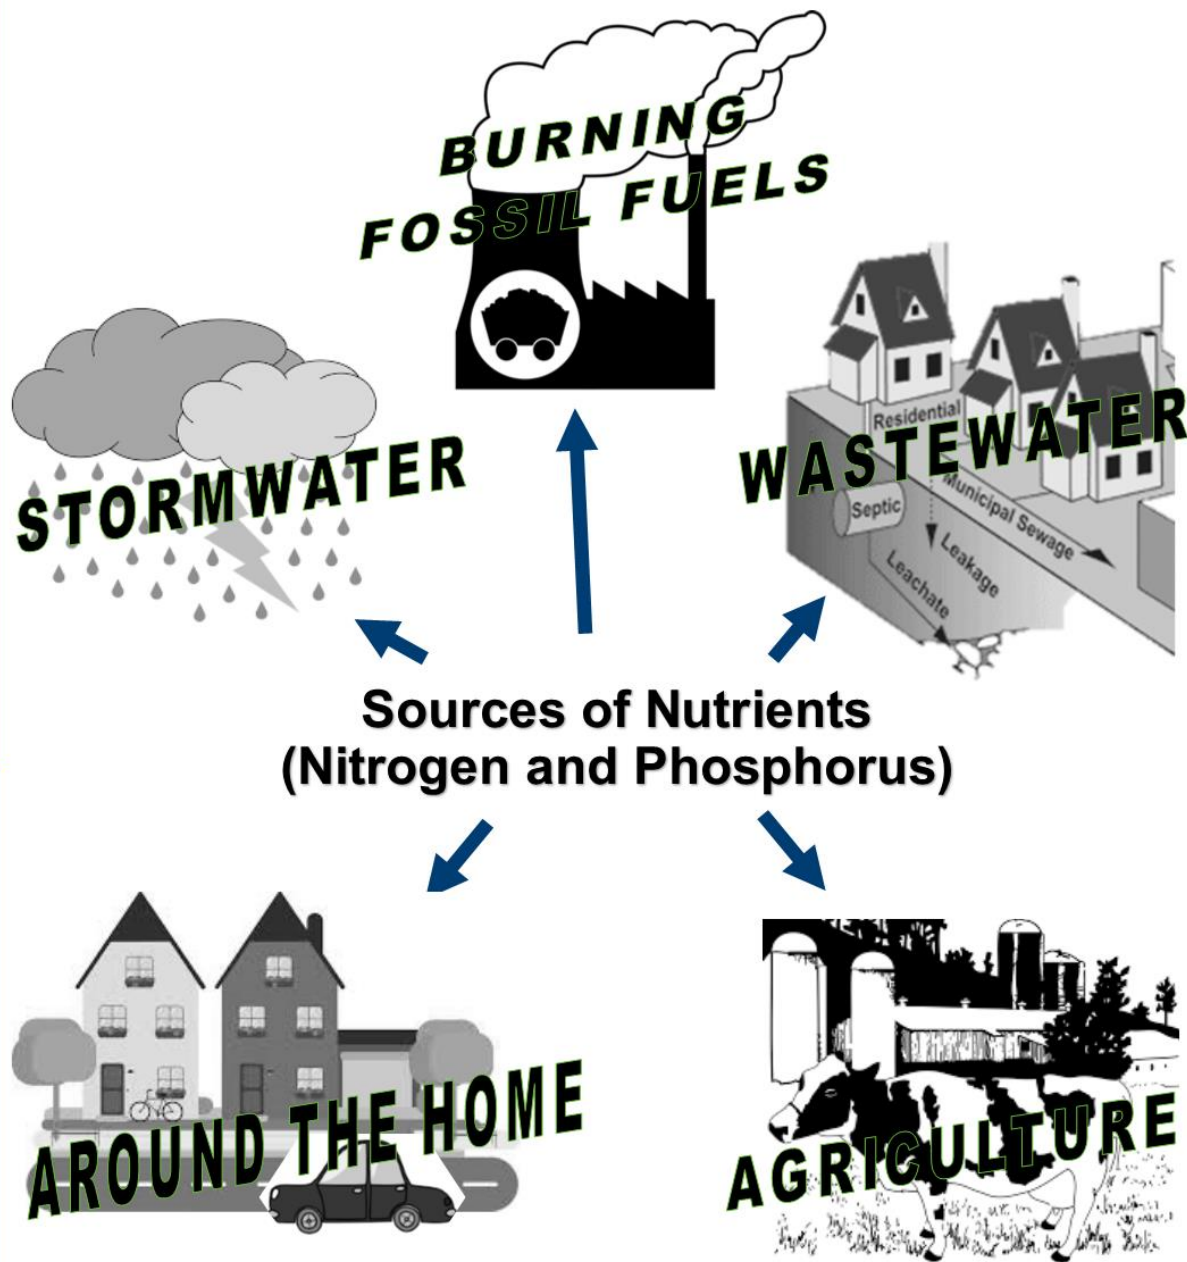 BURNING
FOSSIL FUELS
STORMWATER
WASTEWATER
Residential
Septic
Municipal Sewage
Leakage
Leachate
Sources of Nutrients
(Nitrogen and Phosphorus)
AROUND THE HOME
AGRICULTURE